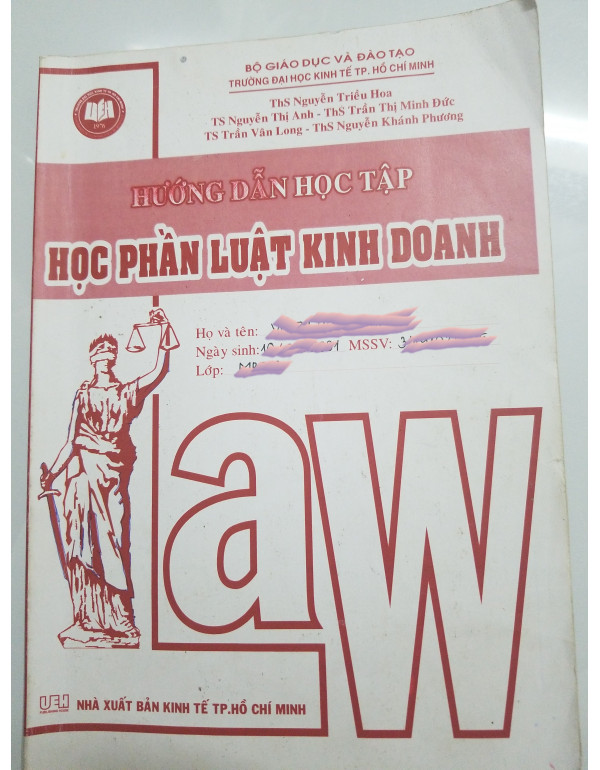 BỘ GIÁO DỤC VÀ ĐÀO TẠO
TRƯỜNG ĐẠI HỌC KINH TẾ TP. HỒ CHÍ MINH
ThS Nguyễn Triều Hoa
TS Nguyễn Thị Anh - ThS Trần Thị Minh Đức
TS Trần Vân Long - ThS Nguyễn Khánh Phương
1976
HƯỚNG DẪN HỌC TẬP
HỌC PHẦN LUẬT KINH DOANH
Họ và tên:
Ngày sinh: MSSV:
Lớp:
Law
UEH NHÀ XUẤT BẢN KINH TẾ TP.HỒ CHÍ MINH